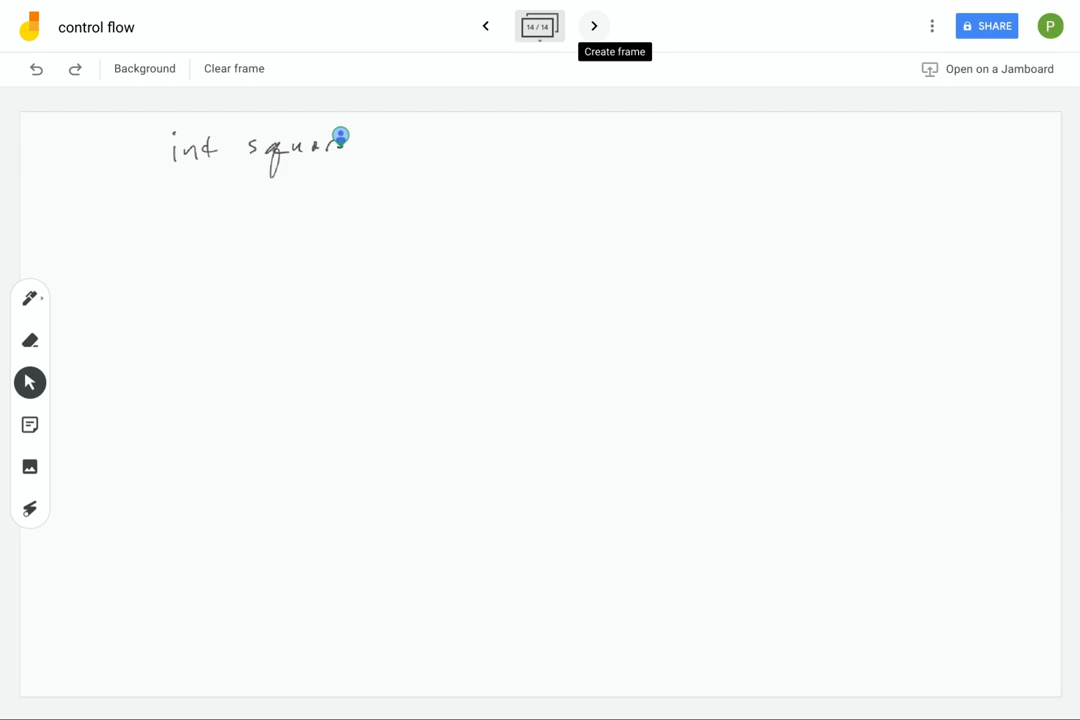 control flow
14 / 14
SHARE
P
Create frame
Background
Clear frame
Open on a Jamboard
int squar